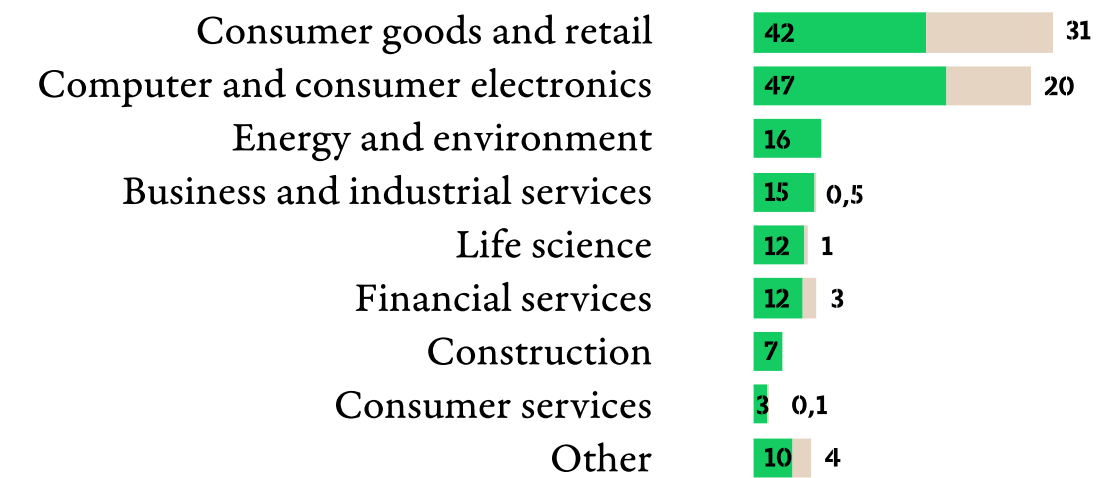 Consumer goods and retail 42 31
Computer and consumer electronics 47 20
Energy and environment 16
Business and industrial services 15 0,5
Life science 12 1
Financial services 12 3
Construction 7
Consumer services 3 0,1
Other 10 4